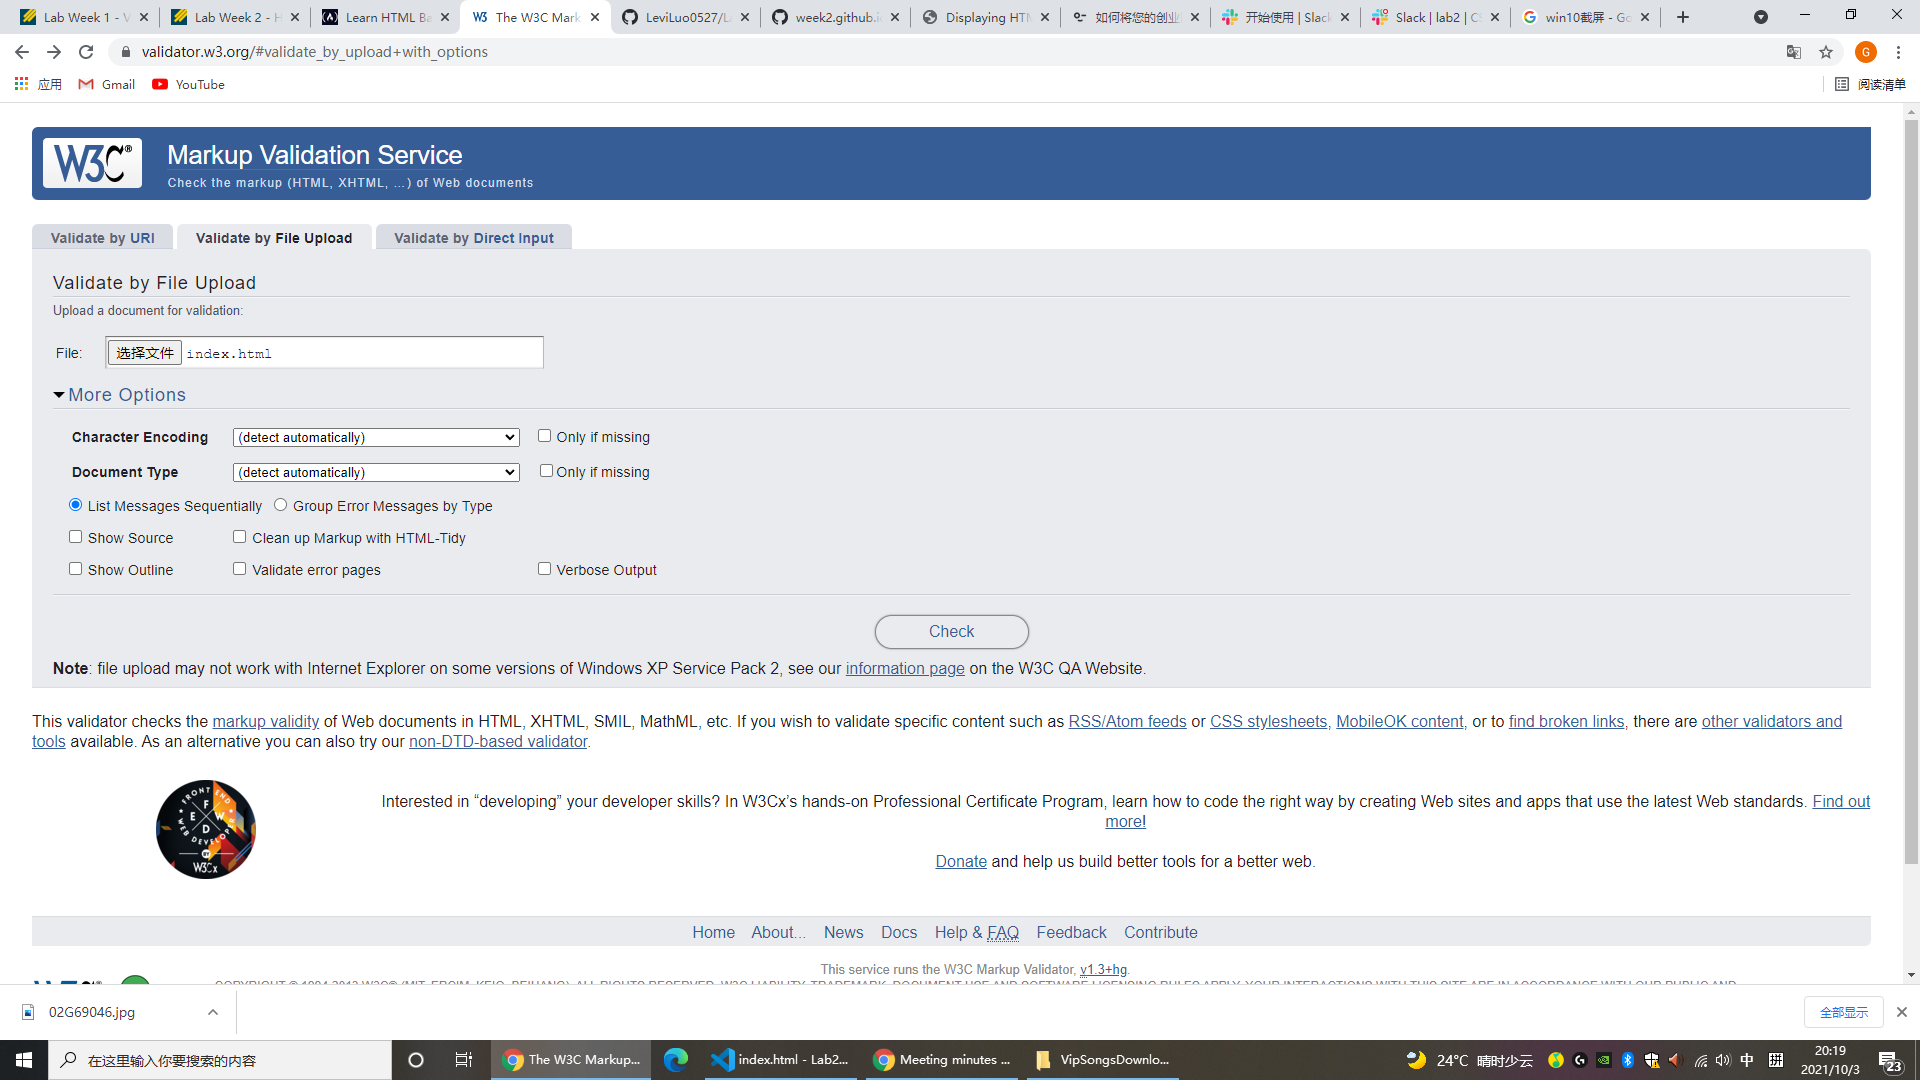 Lab Week 1 - V
Lab Week 2 - H
Learn HTML Ba
The W3C Mark
LeviLuo0527/La
week2.github.i
Displaying HTM
如何将您的创业
开始使用 | Slack
Slack | lab2 | CS
win10截屏 - Go
validator.w3.org/#validate_by_upload+with_options
G
应用
Gmail
YouTube
阅读清单
W3C®
Markup Validation Service
Check the markup (HTML, XHTML, …) of Web documents
Validate by URI
Validate by File Upload
Validate by Direct Input
Validate by File Upload
Upload a document for validation:
File:
选择文件 index.html
More Options
Character Encoding
(detect automatically)
Only if missing
Document Type
(detect automatically)
Only if missing
List Messages Sequentially
Group Error Messages by Type
Show Source
Clean up Markup with HTML-Tidy
Show Outline
Validate error pages
Verbose Output
Check
Note: file upload may not work with Internet Explorer on some versions of Windows XP Service Pack 2, see our information page on the W3C QA Website.
This validator checks the markup validity of Web documents in HTML, XHTML, SMIL, MathML, etc. If you wish to validate specific content such as RSS/Atom feeds or CSS stylesheets, MobileOK content, or to find broken links, there are other validators and
tools available. As an alternative you can also try our non-DTD-based validator.
FRONT END
WEB DEVELOPER
F E W D
BY
W3Cx
Interested in “developing” your developer skills? In W3Cx’s hands-on Professional Certificate Program, learn how to code the right way by creating Web sites and apps that use the latest Web standards. Find out
more!
Donate and help us build better tools for a better web.
Home
About...
News
Docs
Help & FAQ
Feedback
Contribute
This service runs the W3C Markup Validator, v1.3+hg.
02G69046.jpg
全部显示
在这里输入你要搜索的内容
The W3C Markup...
index.html - Lab2...
Meeting minutes ...
VipSongsDownlo...
24°C 晴时少云
中
拼
20:19
2021/10/3
23